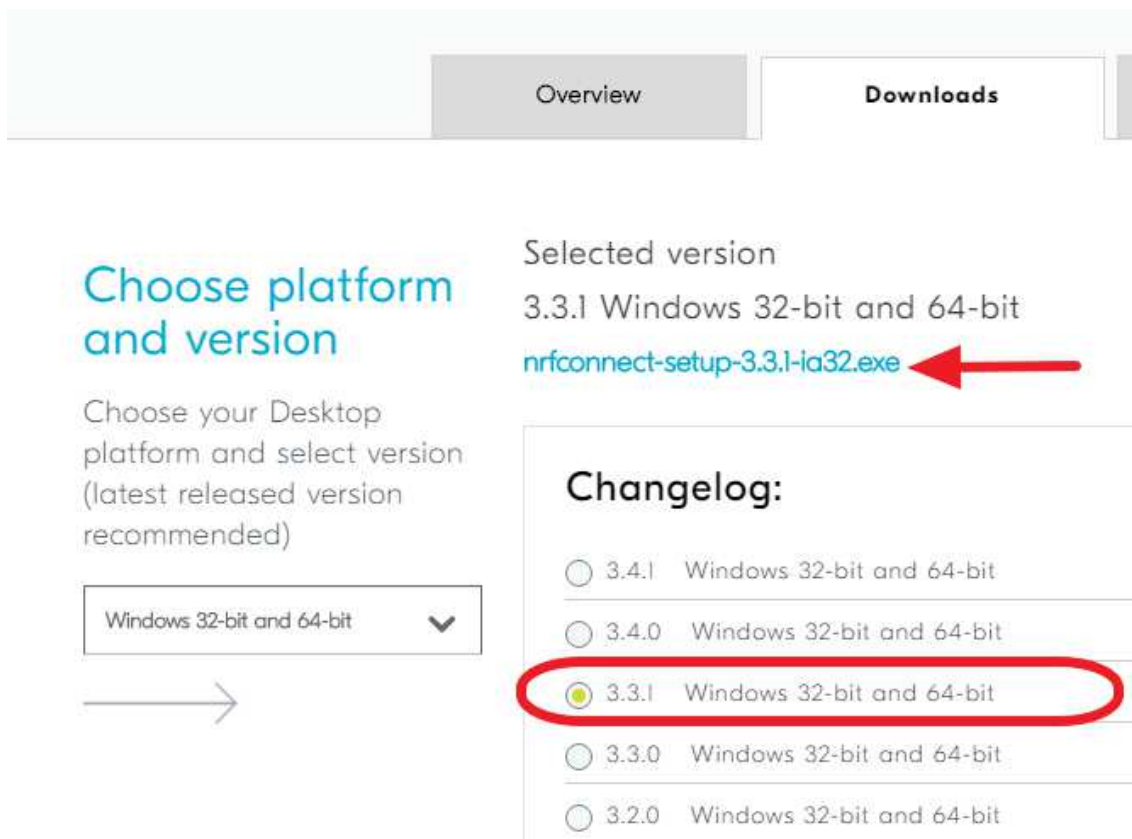 Overview
Downloads
Choose platform
and version
Choose your Desktop
platform and select version
(latest released version
recommended)
Windows 32-bit and 64-bit
Selected version
3.3.1 Windows 32-bit and 64-bit
nrfconnect-setup-3.3.1-ia32.exe
Changelog:
3.4.1 Windows 32-bit and 64-bit
3.4.0 Windows 32-bit and 64-bit
3.3.1 Windows 32-bit and 64-bit
3.3.0 Windows 32-bit and 64-bit
3.2.0 Windows 32-bit and 64-bit